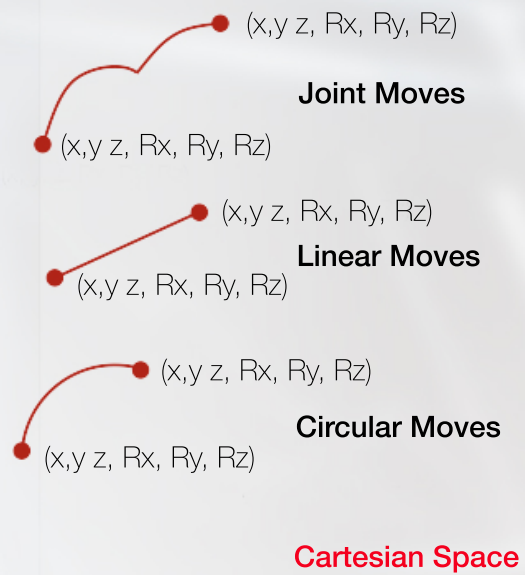 (x,y z, Rx, Ry, Rz)
Joint Moves
(x,y z, Rx, Ry, Rz)
(x,y z, Rx, Ry, Rz)
Linear Moves
(x,y z, Rx, Ry, Rz)
(x,y z, Rx, Ry, Rz)
Circular Moves
(x,y z, Rx, Ry, Rz)
Cartesian Space